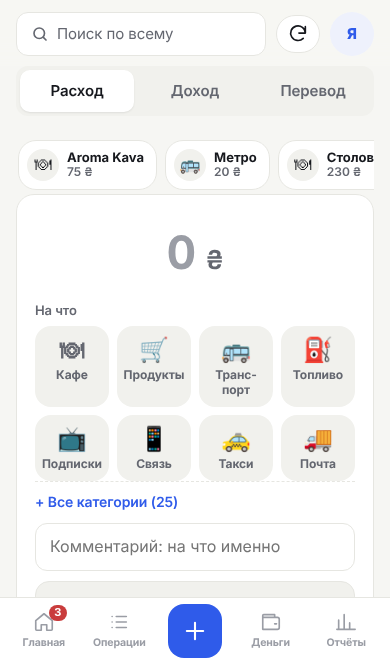 Поиск по всему
Я
Расход
Доход
Перевод
Aroma Kava
75 ₴
Метро
20 ₴
Столов
230 ₴
0 ₴
На что
Кафе
Продукты
Транс-
порт
Топливо
Подписки
Связь
Такси
Почта
+ Все категории (25)
Комментарий: на что именно
3
Главная
Операции
Деньги
Отчёты